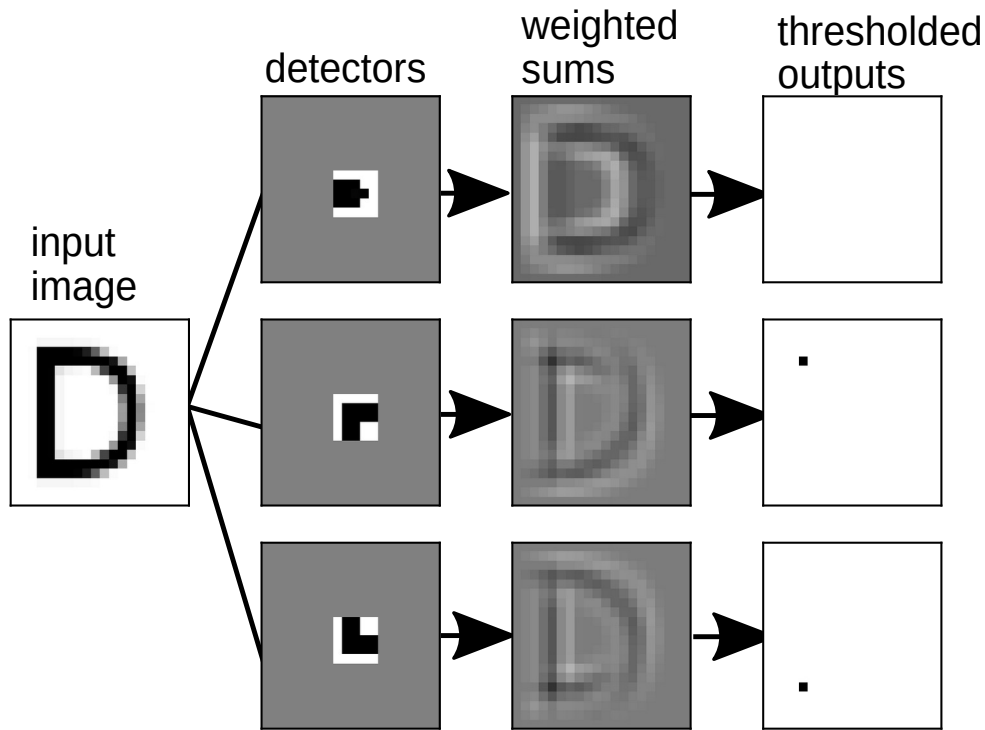 detectors
weighted
sums
thresholded
outputs
input
image
D